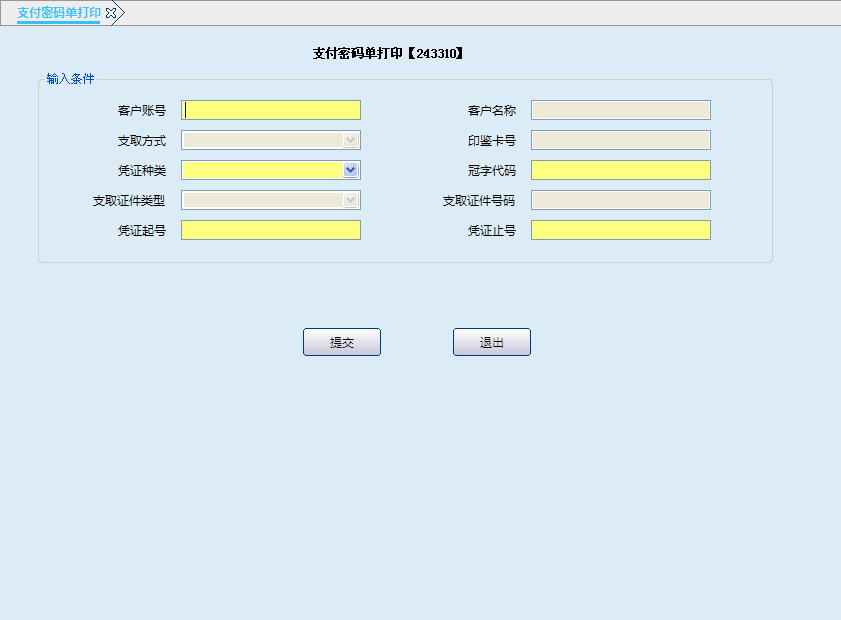 支付密码单打印
支付密码单打印【243310】
输入条件
客户账号 客户名称
支取方式 印鉴卡号
凭证种类 冠字代码
支取证件类型 支取证件号码
凭证起号 凭证止号
提交 退出